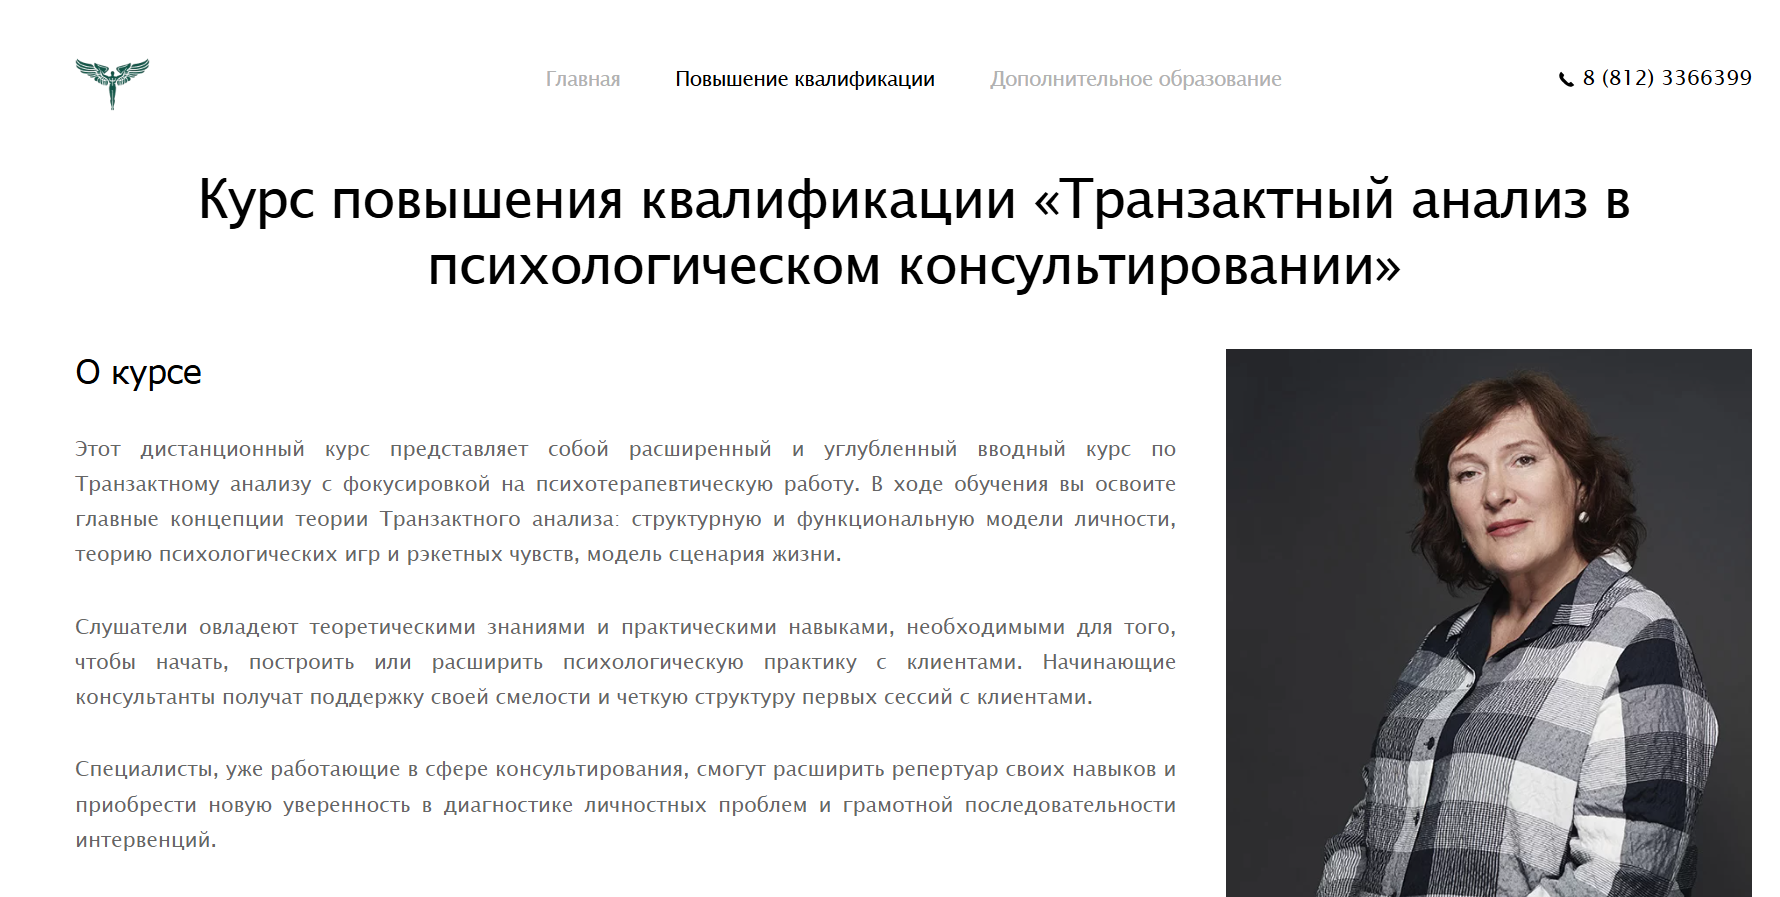 Главная
Повышение квалификации
Дополнительное образование
8 (812) 3366399
Курс повышения квалификации «Транзактный анализ в
психологическом консультировании»
О курсе
Этот дистанционный курс представляет собой расширенный и углубленный вводный курс по
Транзактному анализу с фокусировкой на психотерапевтическую работу. В ходе обучения вы освоите
главные концепции теории Транзактного анализа: структурную и функциональную модели личности,
теорию психологических игр и рэкетных чувств, модель сценария жизни.
Слушатели овладеют теоретическими знаниями и практическими навыками, необходимыми для того,
чтобы начать, построить или расширить психологическую практику с клиентами. Начинающие
консультанты получат поддержку своей смелости и четкую структуру первых сессий с клиентами.
Специалисты, уже работающие в сфере консультирования, смогут расширить репертуар своих навыков и
приобрести новую уверенность в диагностике личностных проблем и грамотной последовательности
интервенций.